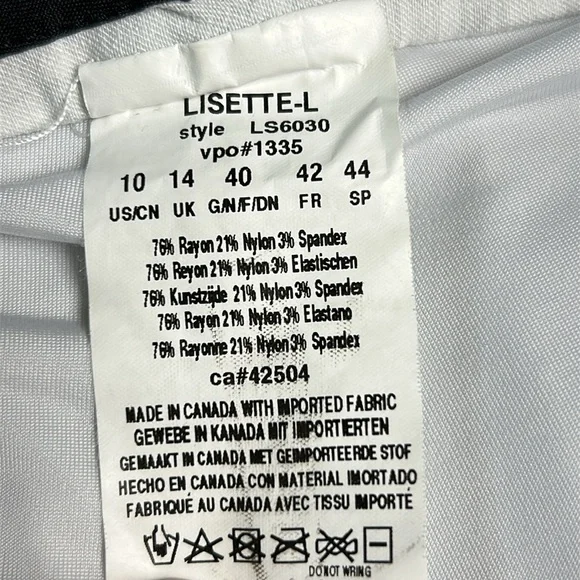 LISETTE-L
style LS6030
vpo#1335
10 14 40 42 44
US/CN UK G/N/F/DN FR SP
76% Rayon 21% Nylon 3% Spandex
76% Reyon 21% Nylon 3% Elastischen
76% Kunstzijde 21% Nylon 3% Spandex
76% Rayon 21% Nylon 3% Elastano
76% Rayonne 21% Nylon 3% Spandex
ca#42504
MADE IN CANADA WITH IMPORTED FABRIC
GEWEBE IN KANADA MIT IMPORTIERTEN
GEMAAKT IN CANADA MET GEIMPORTEERDE STOF
HECHO EN CANADA CON MATERIAL IMORTADO
FABRIQUÉ AU CANADA AVEC TISSU IMPORTÉ
DO NOT WRING